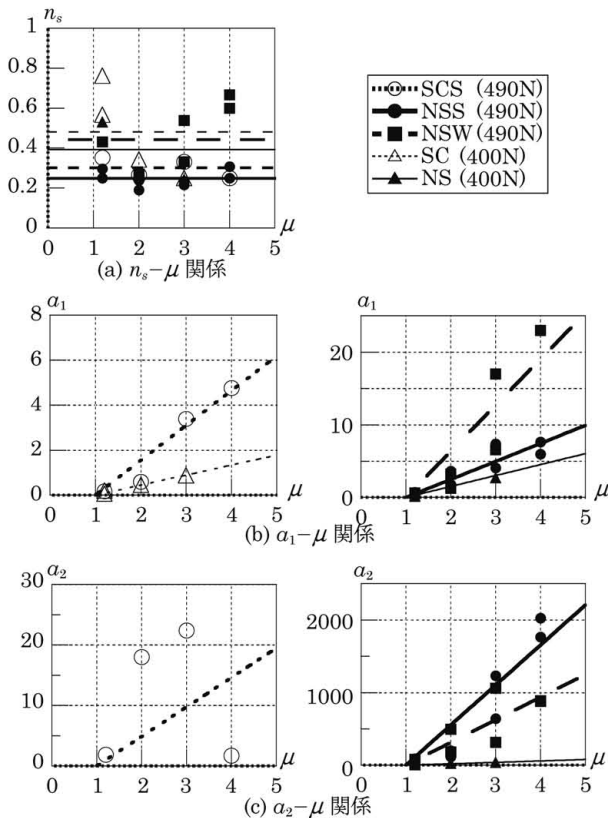 n_s
1
0.8
0.6
0.4
0.2
0
0 1 2 3 4 5 μ
(a) n_s−μ 関係
SCS (490N)
NSS (490N)
NSW (490N)
SC (400N)
NS (400N)
a_1
8
6
4
2
0
0 1 2 3 4 5 μ
a_1
20
10
0
0 1 2 3 4 5 μ
(b) a_1−μ 関係
a_2
30
20
10
0
0 1 2 3 4 5 μ
a_2
2000
1000
0
0 1 2 3 4 5 μ
(c) a_2−μ 関係